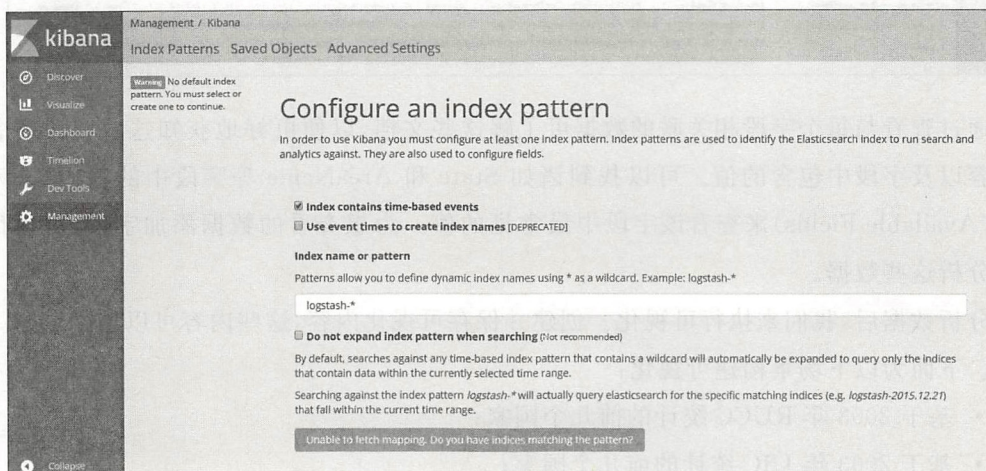 kibana
Discover
Visualize
Dashboard
Timelion
Dev Tools
Management
Collapse
Management / Kibana
Index Patterns Saved Objects Advanced Settings
Warning No default index
pattern. You must select or
create one to continue.
Configure an index pattern
In order to use Kibana you must configure at least one index pattern. Index patterns are used to identify the Elasticsearch index to run search and
analytics against. They are also used to configure fields.
Index contains time-based events
Use event times to create index names [DEPRECATED]
Index name or pattern
Patterns allow you to define dynamic index names using * as a wildcard. Example: logstash-*
logstash-*
Do not expand index pattern when searching (Not recommended)
By default, searches against any time-based index pattern that contains a wildcard will automatically be expanded to query only the indices
that contain data within the currently selected time range.
Searching against the index pattern logstash-* will actually query elasticsearch for the specific matching indices (e.g. logstash-2015.12.21)
that fall within the current time range.
Unable to fetch mapping. Do you have indices matching the pattern?